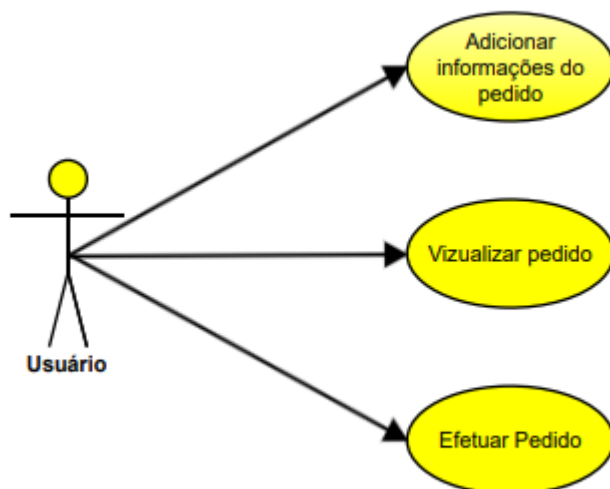 Adicionar
informações do
pedido
Vizualizar pedido
Usuário
Efetuar Pedido